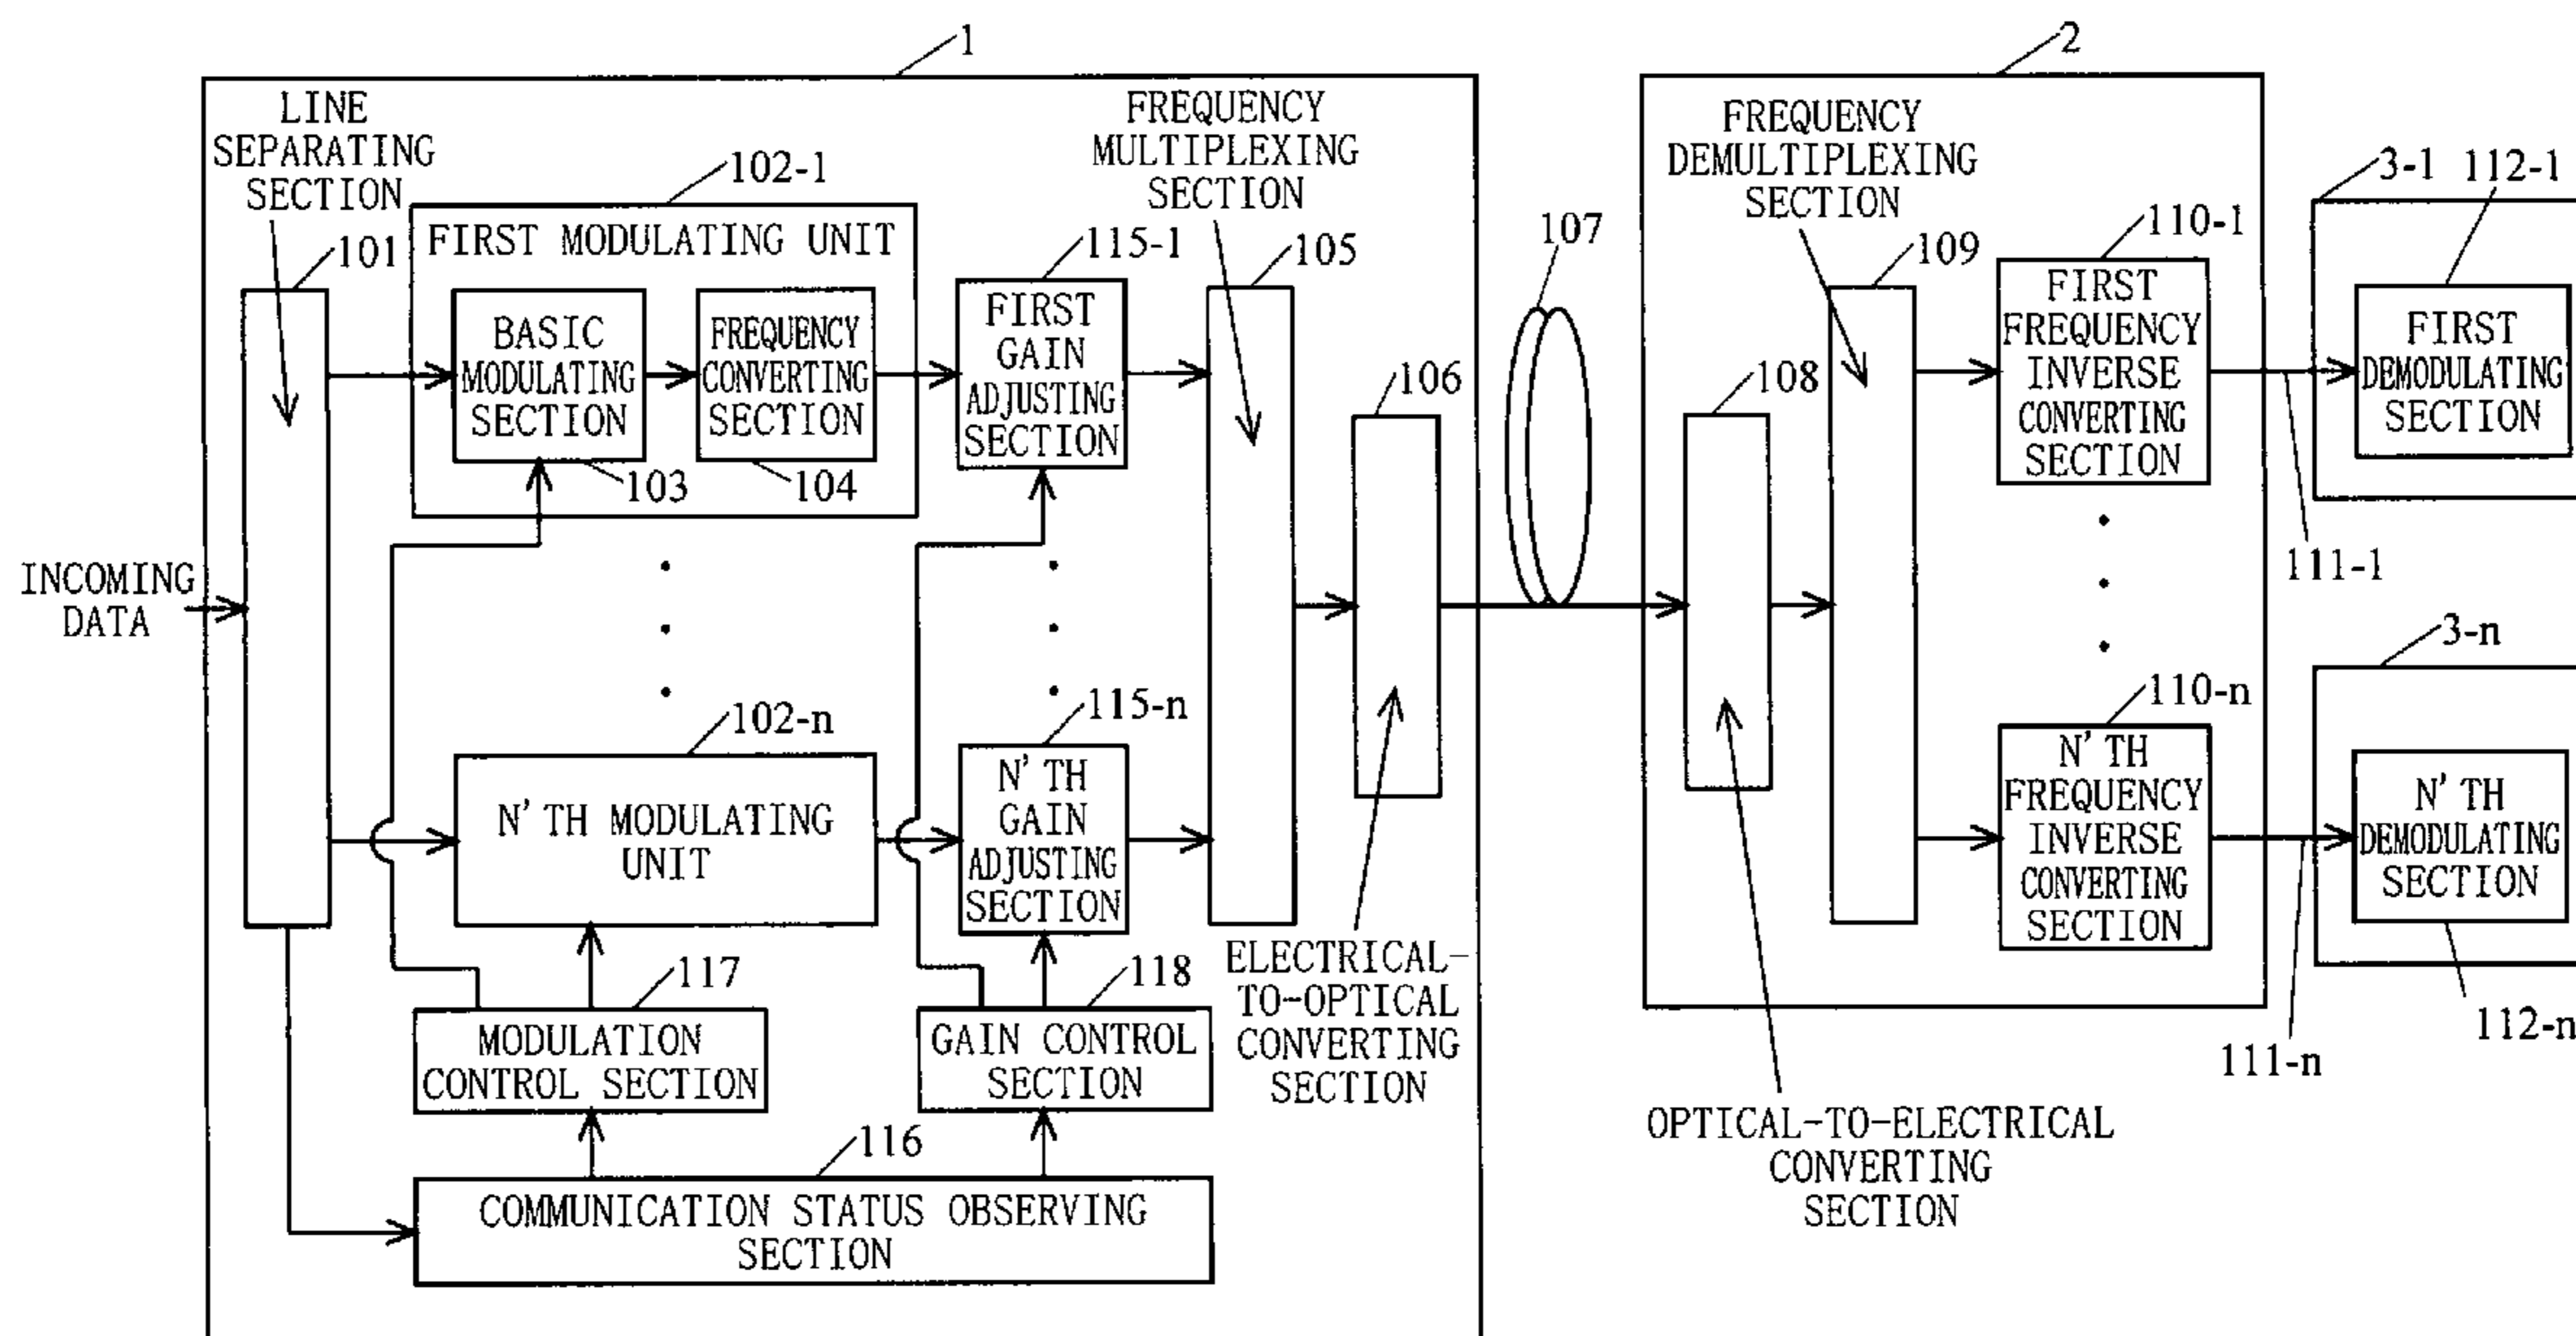 1
2
LINE
SEPARATING
SECTION
FREQUENCY
MULTIPLEXING
SECTION
FREQUENCY
DEMULTIPLEXING
SECTION
102-1
3-1
112-1
101
FIRST MODULATING UNIT
115-1
105
107
109
110-1
BASIC
MODULATING
SECTION
103
FREQUENCY
CONVERTING
SECTION
104
FIRST
GAIN
ADJUSTING
SECTION
106
108
FIRST
FREQUENCY
INVERSE
CONVERTING
SECTION
FIRST
DEMODULATING
SECTION
111-1
INCOMING
DATA
102-n
115-n
110-n
3-n
N'TH MODULATING
UNIT
N'TH
GAIN
ADJUSTING
SECTION
N'TH
FREQUENCY
INVERSE
CONVERTING
SECTION
N'TH
DEMODULATING
SECTION
117
118
ELECTRICAL-
TO-OPTICAL
CONVERTING
SECTION
112-n
111-n
MODULATION
CONTROL SECTION
GAIN CONTROL
SECTION
OPTICAL-TO-ELECTRICAL
CONVERTING
SECTION
116
COMMUNICATION STATUS OBSERVING
SECTION